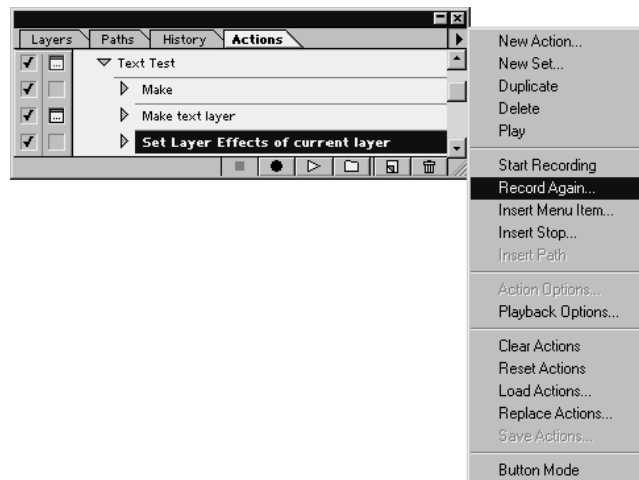 Layers Paths History Actions
Text Test
Make
Make text layer
Set Layer Effects of current layer
New Action...
New Set...
Duplicate
Delete
Play
Start Recording
Record Again...
Insert Menu Item...
Insert Stop...
Insert Path
Action Options...
Playback Options...
Clear Actions
Reset Actions
Load Actions...
Replace Actions...
Save Actions...
Button Mode